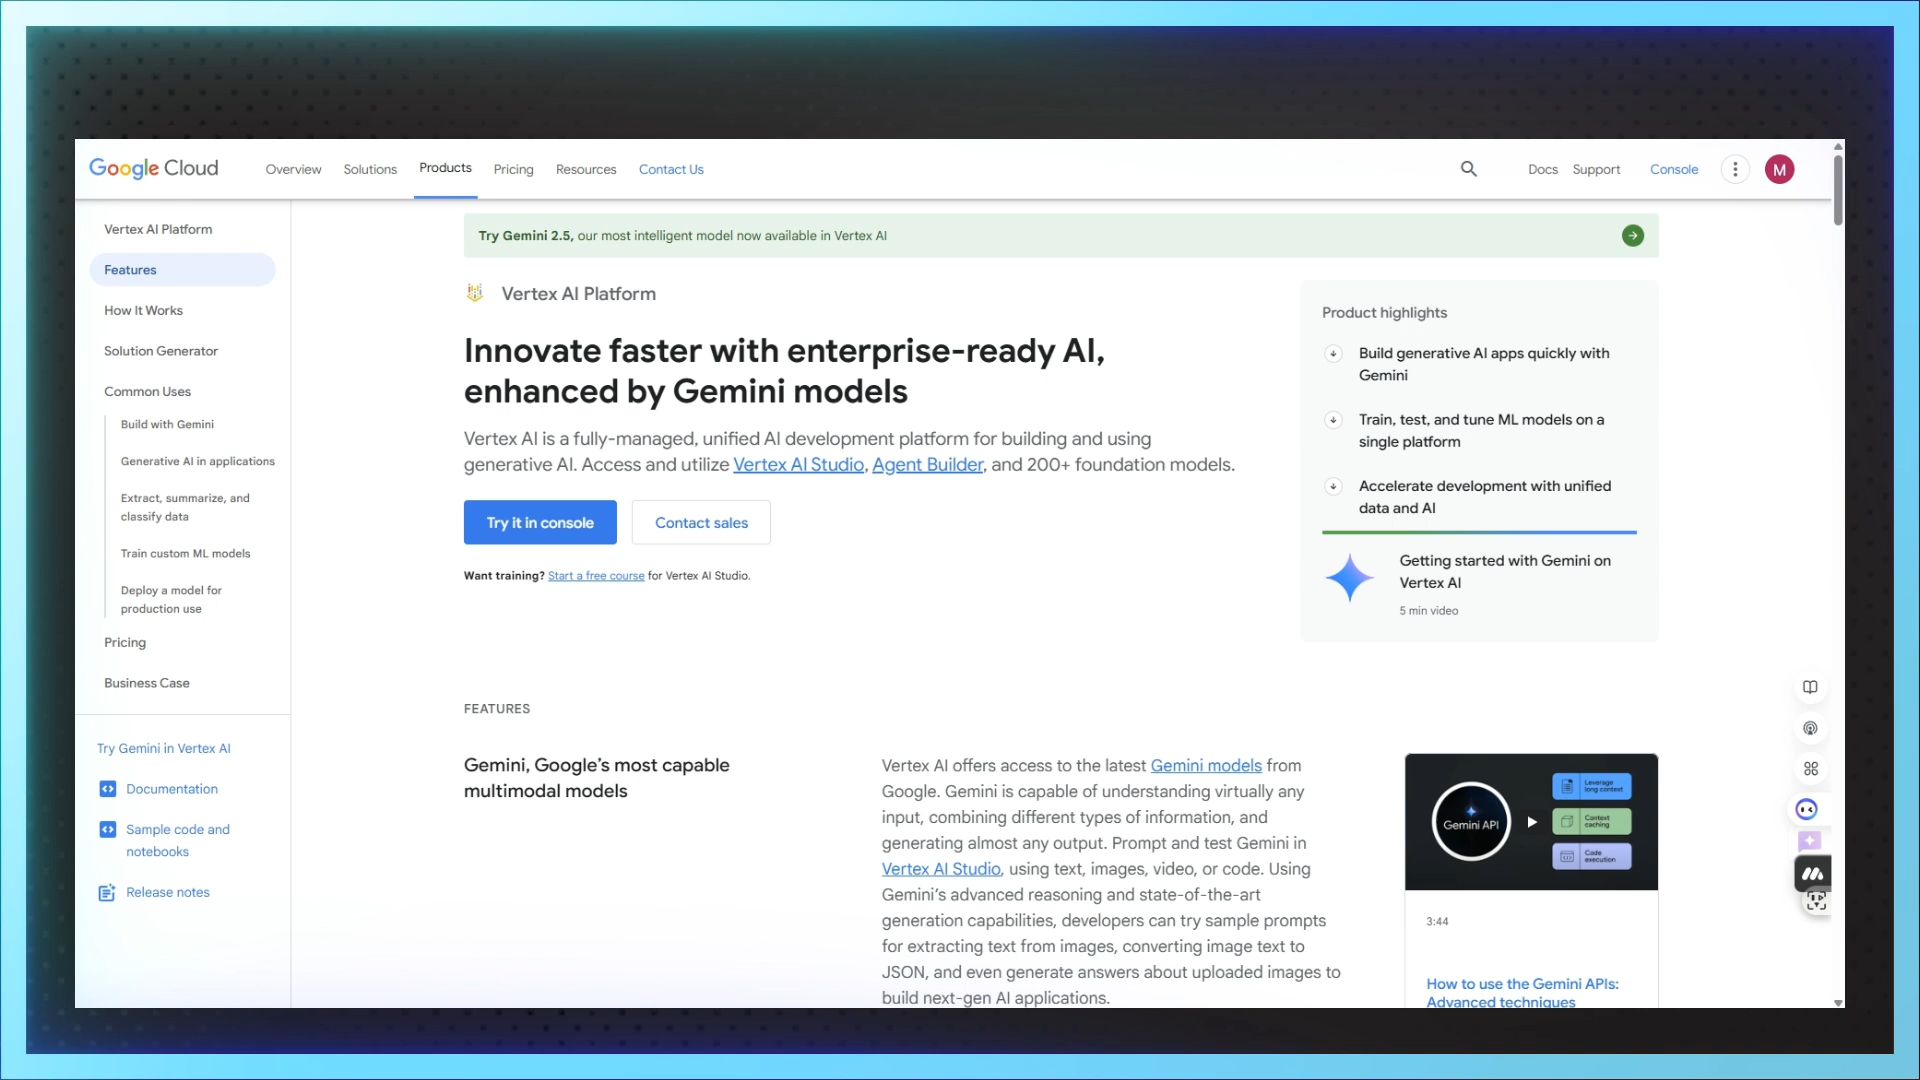 Google Cloud
Overview
Solutions
Products
Pricing
Resources
Contact Us
Docs
Support
Console
M
Vertex AI Platform
Features
How It Works
Solution Generator
Common Uses
Build with Gemini
Generative AI in applications
Extract, summarize, and
classify data
Train custom ML models
Deploy a model for
production use
Pricing
Business Case
Try Gemini in Vertex AI
Documentation
Sample code and
notebooks
Release notes
Try Gemini 2.5, our most intelligent model now available in Vertex AI
Vertex AI Platform
Innovate faster with enterprise-ready AI,
enhanced by Gemini models
Vertex AI is a fully-managed, unified AI development platform for building and using
generative AI. Access and utilize Vertex AI Studio, Agent Builder, and 200+ foundation models.
Try it in console
Contact sales
Want training? Start a free course for Vertex AI Studio.
Product highlights
Build generative AI apps quickly with
Gemini
Train, test, and tune ML models on a
single platform
Accelerate development with unified
data and AI
Getting started with Gemini on
Vertex AI
5 min video
FEATURES
Gemini, Google’s most capable
multimodal models
Vertex AI offers access to the latest Gemini models from
Google. Gemini is capable of understanding virtually any
input, combining different types of information, and
generating almost any output. Prompt and test Gemini in
Vertex AI Studio, using text, images, video, or code. Using
Gemini’s advanced reasoning and state-of-the-art
generation capabilities, developers can try sample prompts
for extracting text from images, converting image text to
JSON, and even generate answers about uploaded images to
build next-gen AI applications.
Gemini API
Leverage
long context
Context
caching
Code
execution
3:44
How to use the Gemini APIs:
Advanced techniques